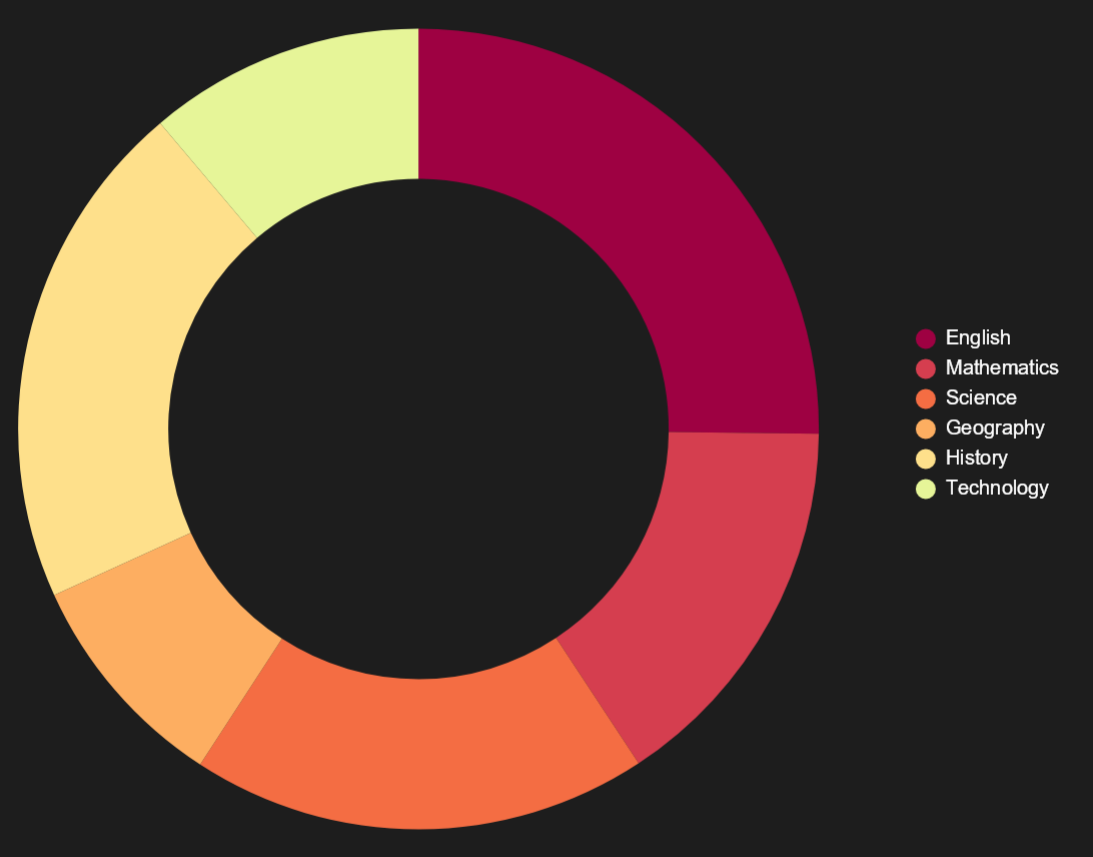 English
Mathematics
Science
Geography
History
Technology